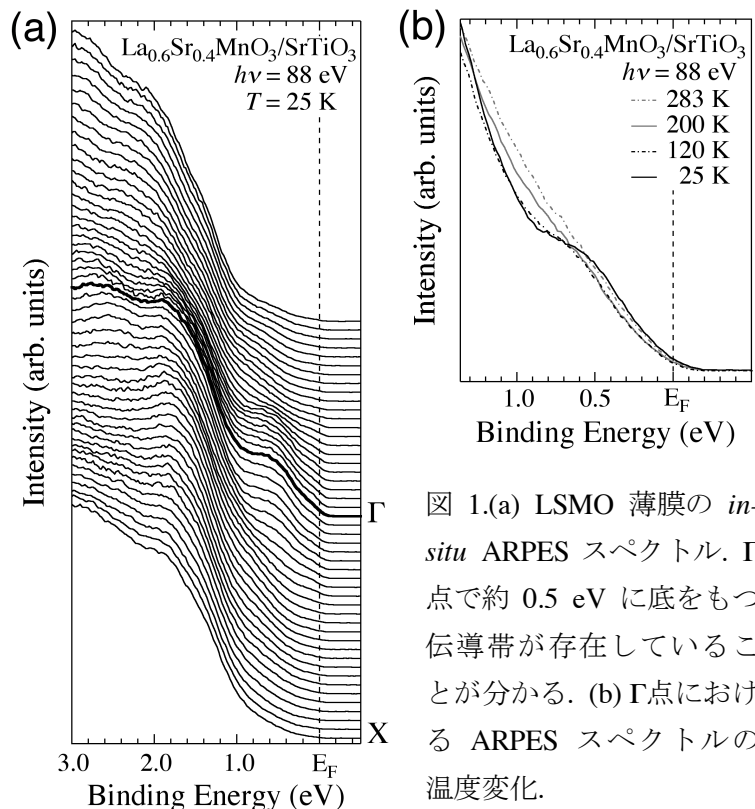 (a)
La0.6Sr0.4MnO3/SrTiO3
hν = 88 eV
T = 25 K
Intensity (arb. units)
Γ
X
3.0 2.0 1.0 EF
Binding Energy (eV)
(b)
La0.6Sr0.4MnO3/SrTiO3
hν = 88 eV
283 K
200 K
120 K
25 K
Intensity (arb. units)
1.0 0.5 EF
Binding Energy (eV)
図 1.(a) LSMO 薄膜の in-
situ ARPES スペクトル. Γ
点で約 0.5 eV に底をもつ
伝導帯が存在しているこ
とが分かる. (b) Γ点におけ
る ARPES スペクトルの
温度変化.